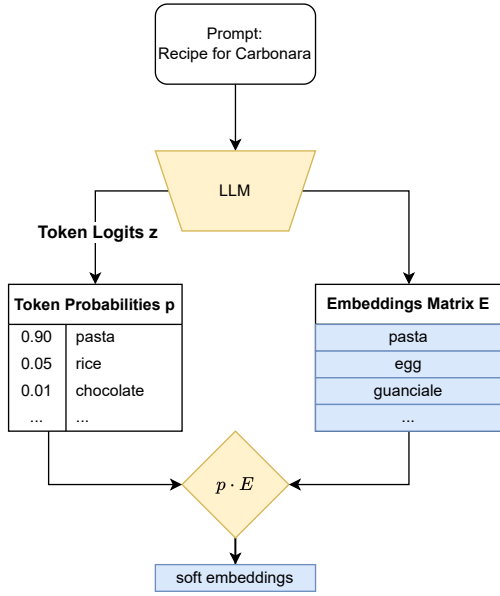 Prompt:
Recipe for Carbonara
LLM
Token Logits z
Token Probabilities p
0.90 pasta
0.05 rice
0.01 chocolate
... ...
Embeddings Matrix E
pasta
egg
guanciale
...
p · E
soft embeddings